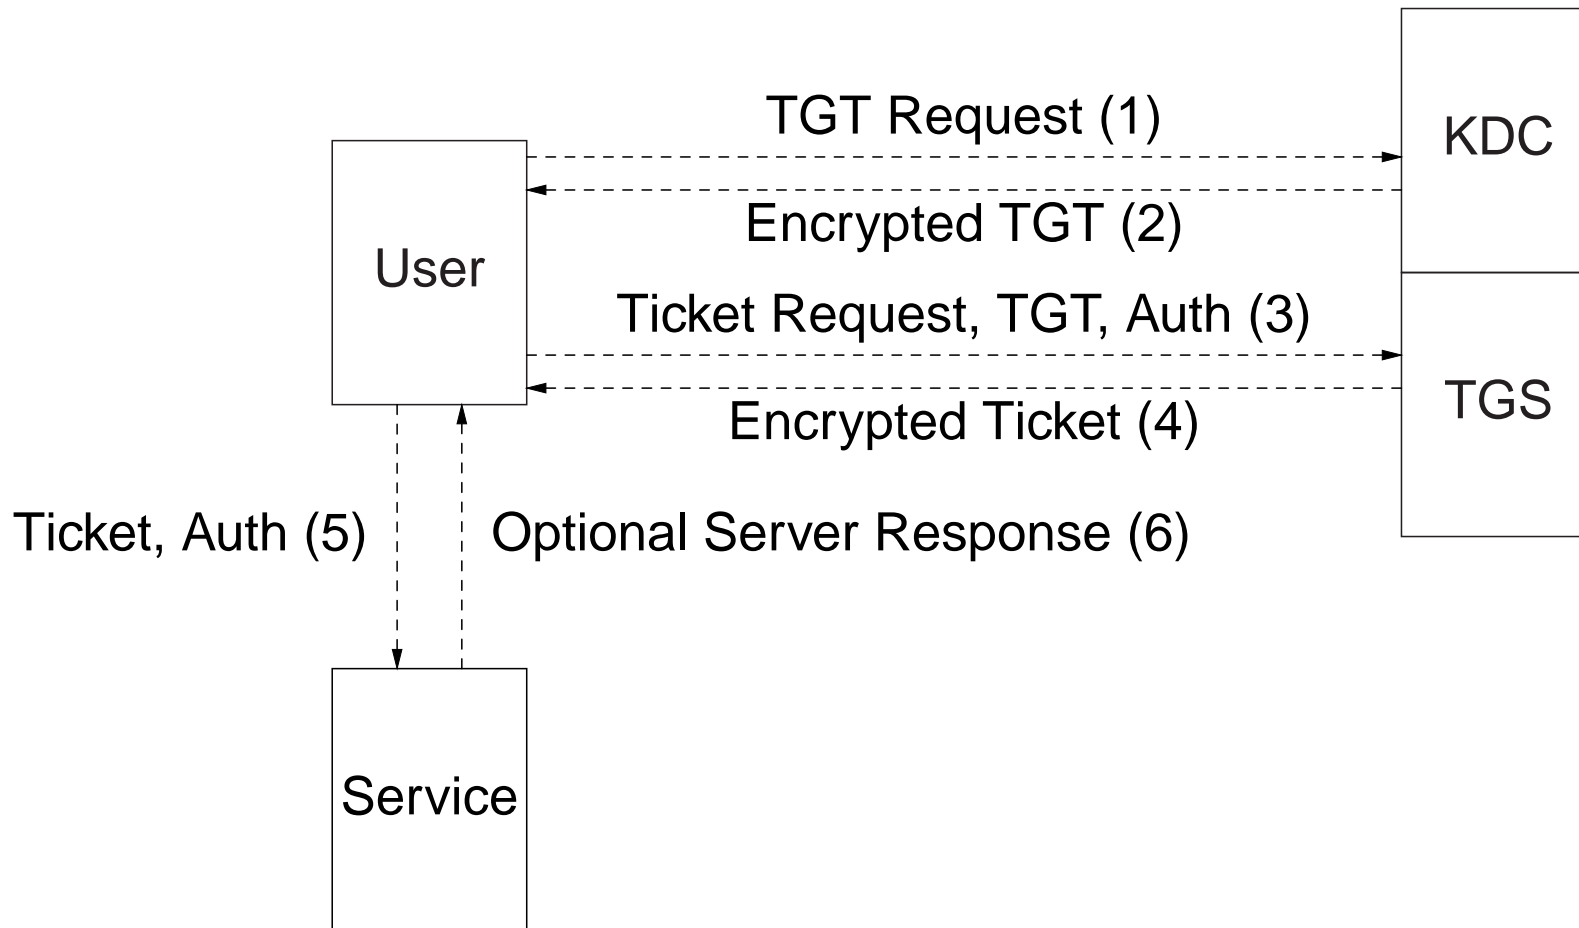 TGT Request (1)
KDC
Encrypted TGT (2)
User
Ticket Request, TGT, Auth (3)
TGS
Encrypted Ticket (4)
Ticket, Auth (5)
Optional Server Response (6)
Service